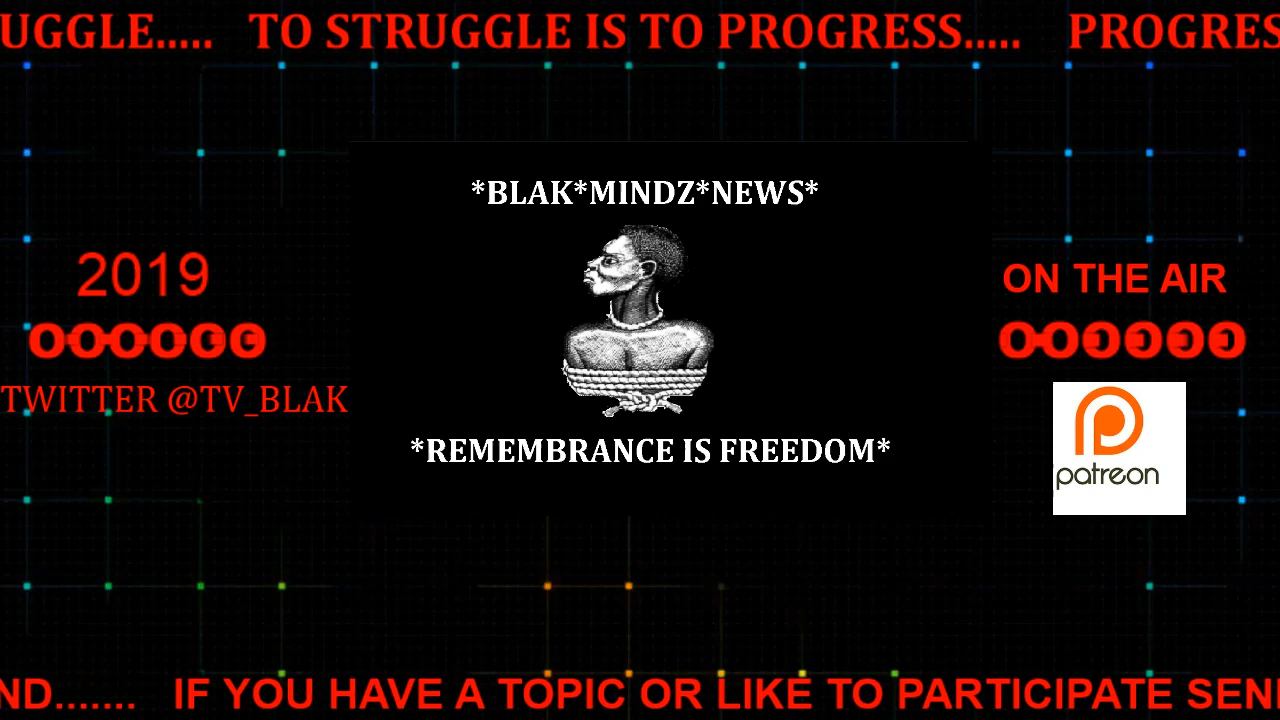 UGGLE..... TO STRUGGLE IS TO PROGRESS..... PROGRES
*BLAK*MINDZ*NEWS*
2019
ON THE AIR
TWITTER @TV_BLAK
patreon
*REMEMBRANCE IS FREEDOM*
ND....... IF YOU HAVE A TOPIC OR LIKE TO PARTICIPATE SEN